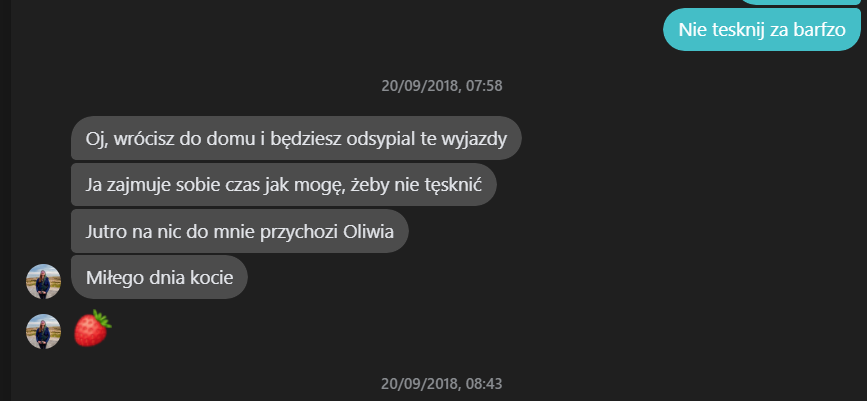 Nie tesknij za barfzo
20/09/2018, 07:58
Oj, wrócisz do domu i będziesz odsypial te wyjazdy
Ja zajmuje sobie czas jak mogę, żeby nie tęsknić
Jutro na nic do mnie przychozi Oliwia
Miłego dnia kocie
🍓
20/09/2018, 08:43